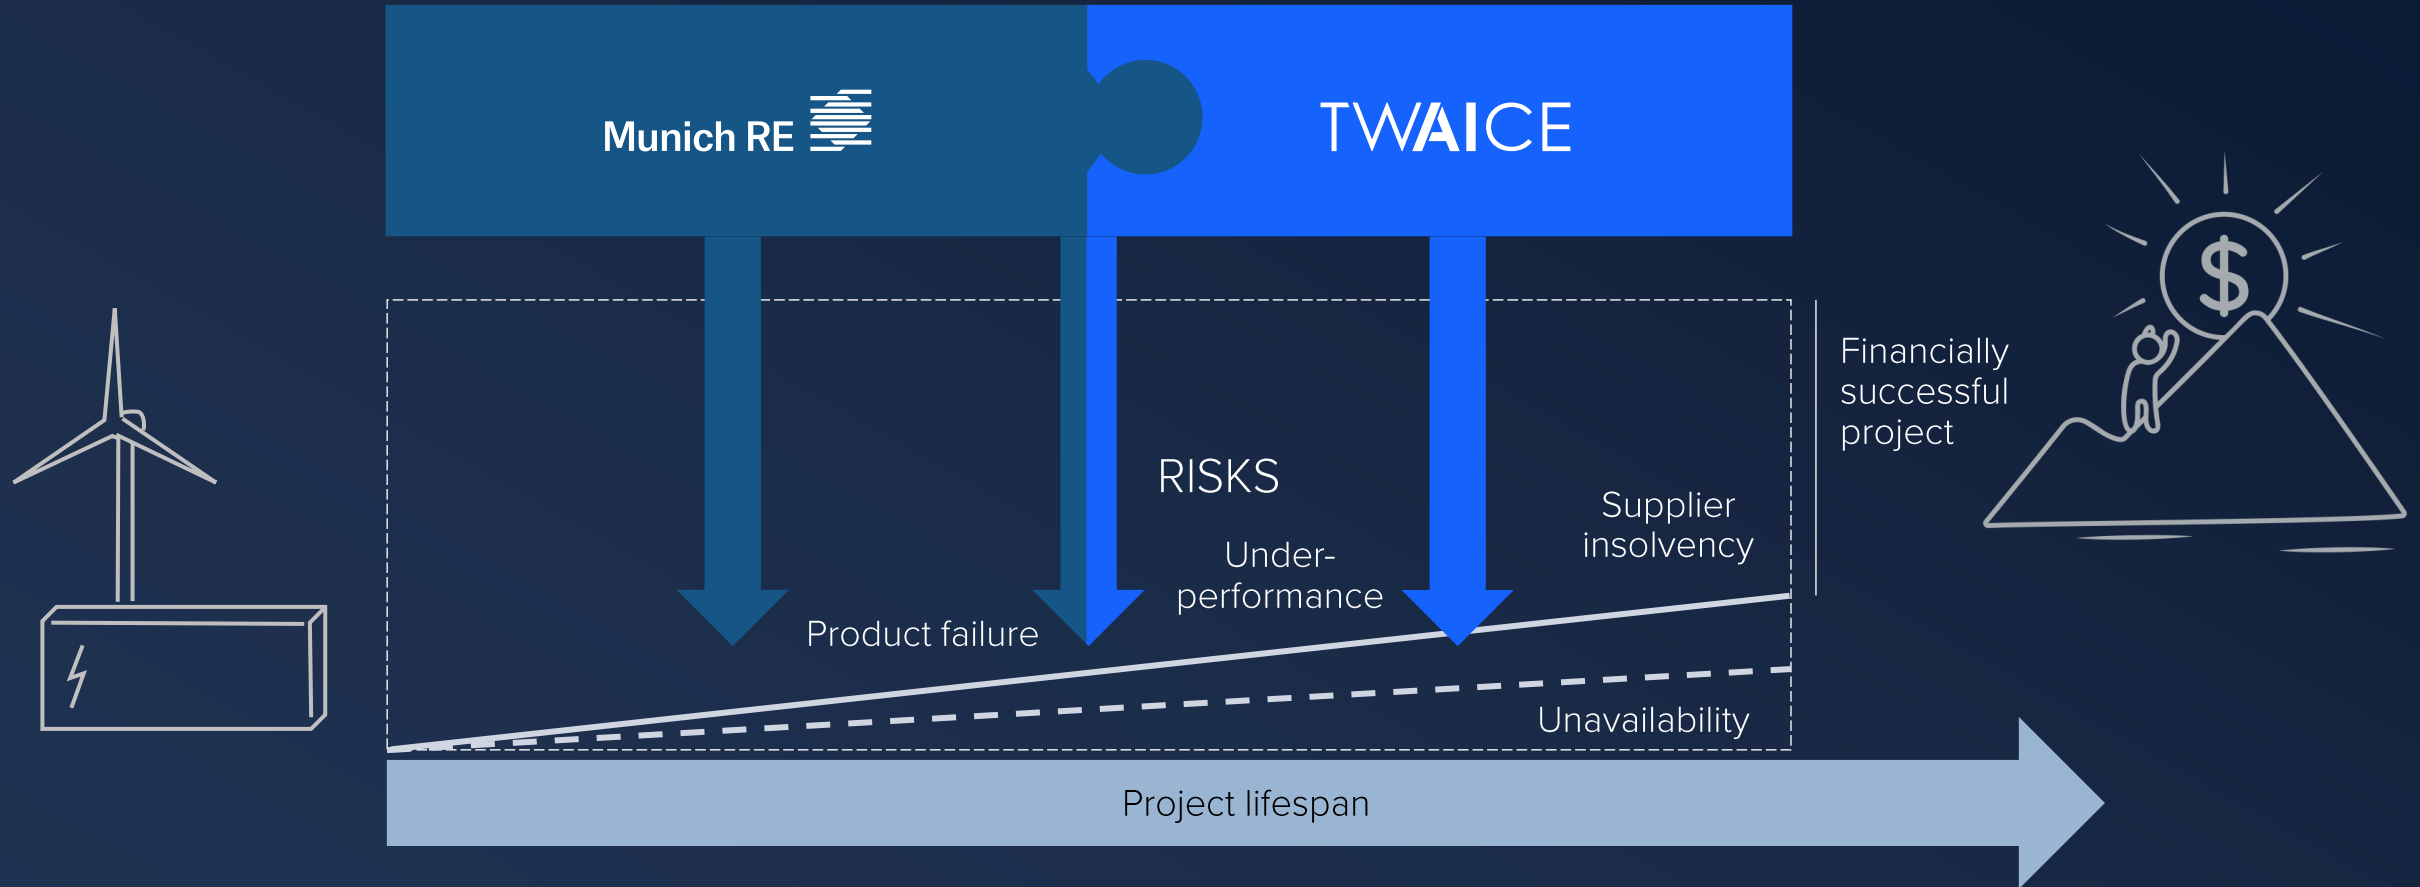 Munich RE
TWAICE
$
Financially
successful
project
RISKS
Supplier
insolvency
Under-
performance
Product failure
Unavailability
Project lifespan